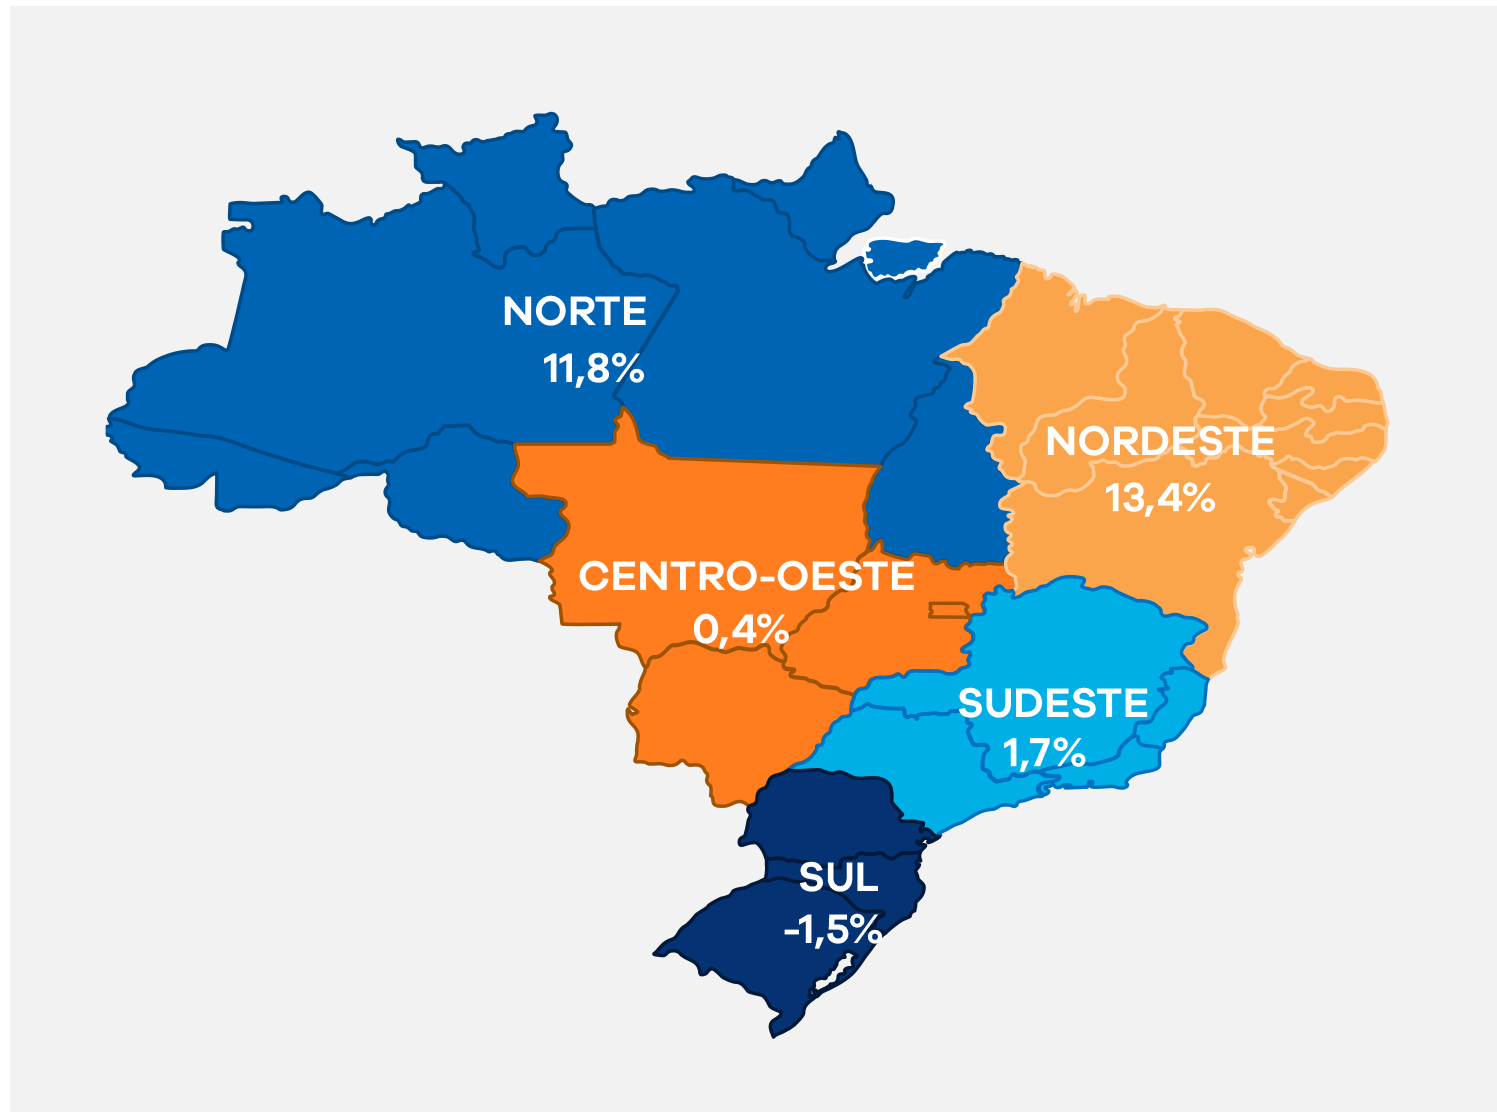 NORTE
11,8%
NORDESTE
13,4%
CENTRO-OESTE
0,4%
SUDESTE
1,7%
SUL
-1,5%